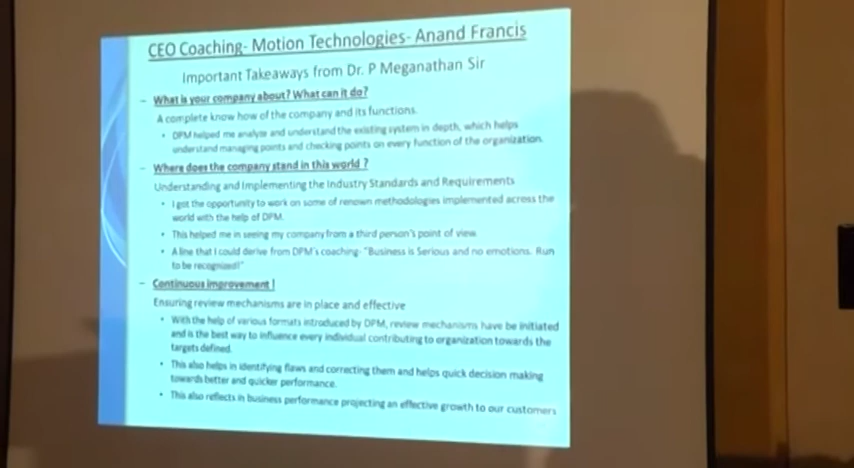 CEO Coaching- Motion Technologies- Anand Francis
Important Takeaways from Dr. P Meganathan Sir
– What is your company about? What can it do?
A complete know how of the company and its functions.
• DPM helped me analyse and understand the existing system in depth, which helps
understand managing points and checking points on every function of the organization.
– Where does the company stand in this world ?
Understanding and Implementing the Industry Standards and Requirements
• I got the opportunity to work on some of renown methodologies implemented across the
world with the help of DPM.
• This helped me in seeing my company from a third person's point of view
• A line that I could derive from DPM's coaching- "Business is Serious and no emotions. Run
to be recognized!"
– Continuous improvement !
Ensuring review mechanisms are in place and effective
• With the help of various formats introduced by DPM, review mechanisms have be initiated
and is the best way to influence every individual contributing to organization towards the
targets defined.
• This also helps in identifying flaws and correcting them and helps quick decision making
towards better and quicker performance.
• This also reflects in business performance projecting an effective growth to our customers